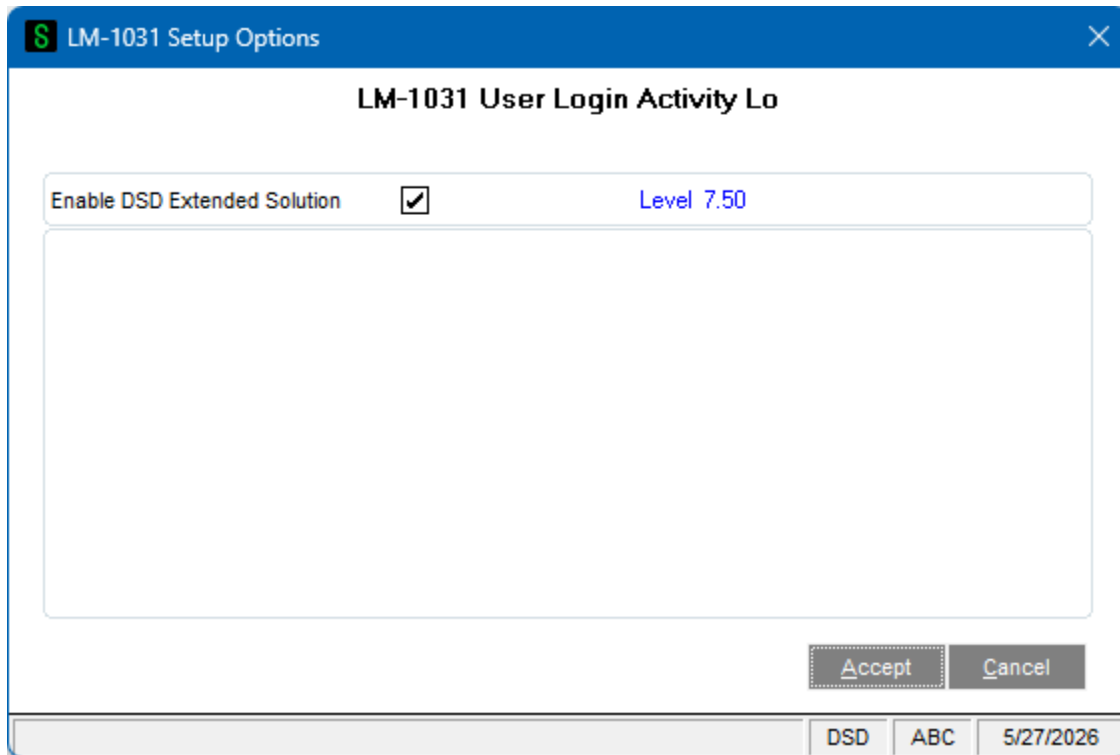 S LM-1031 Setup Options
LM-1031 User Login Activity Lo
Enable DSD Extended Solution Level 7.50
Accept Cancel
DSD ABC 5/27/2026